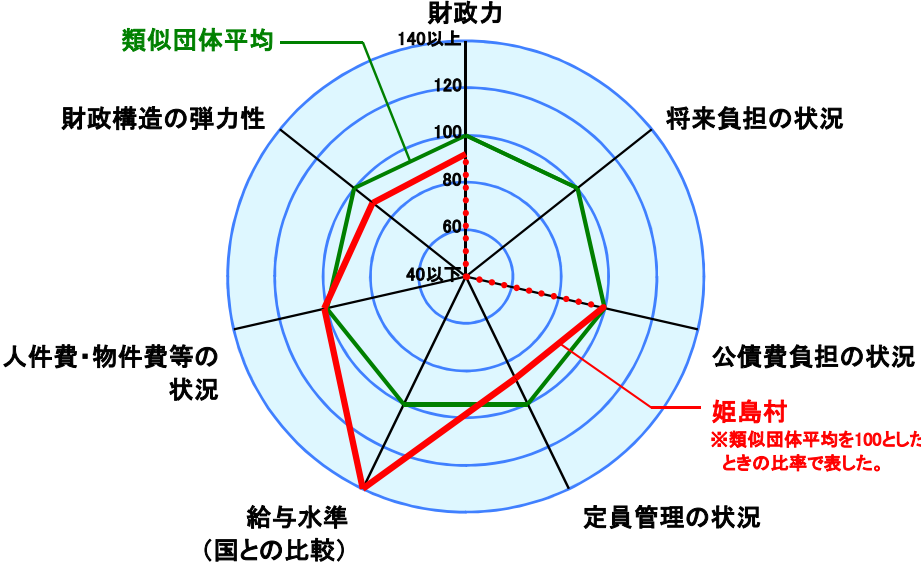 財政力
類似団体平均
140以上
120
100
80
60
40以下
財政構造の弾力性
将来負担の状況
人件費・物件費等の
状況
公債費負担の状況
姫島村
※類似団体平均を100とした
ときの比率で表した。
給与水準
（国との比較）
定員管理の状況